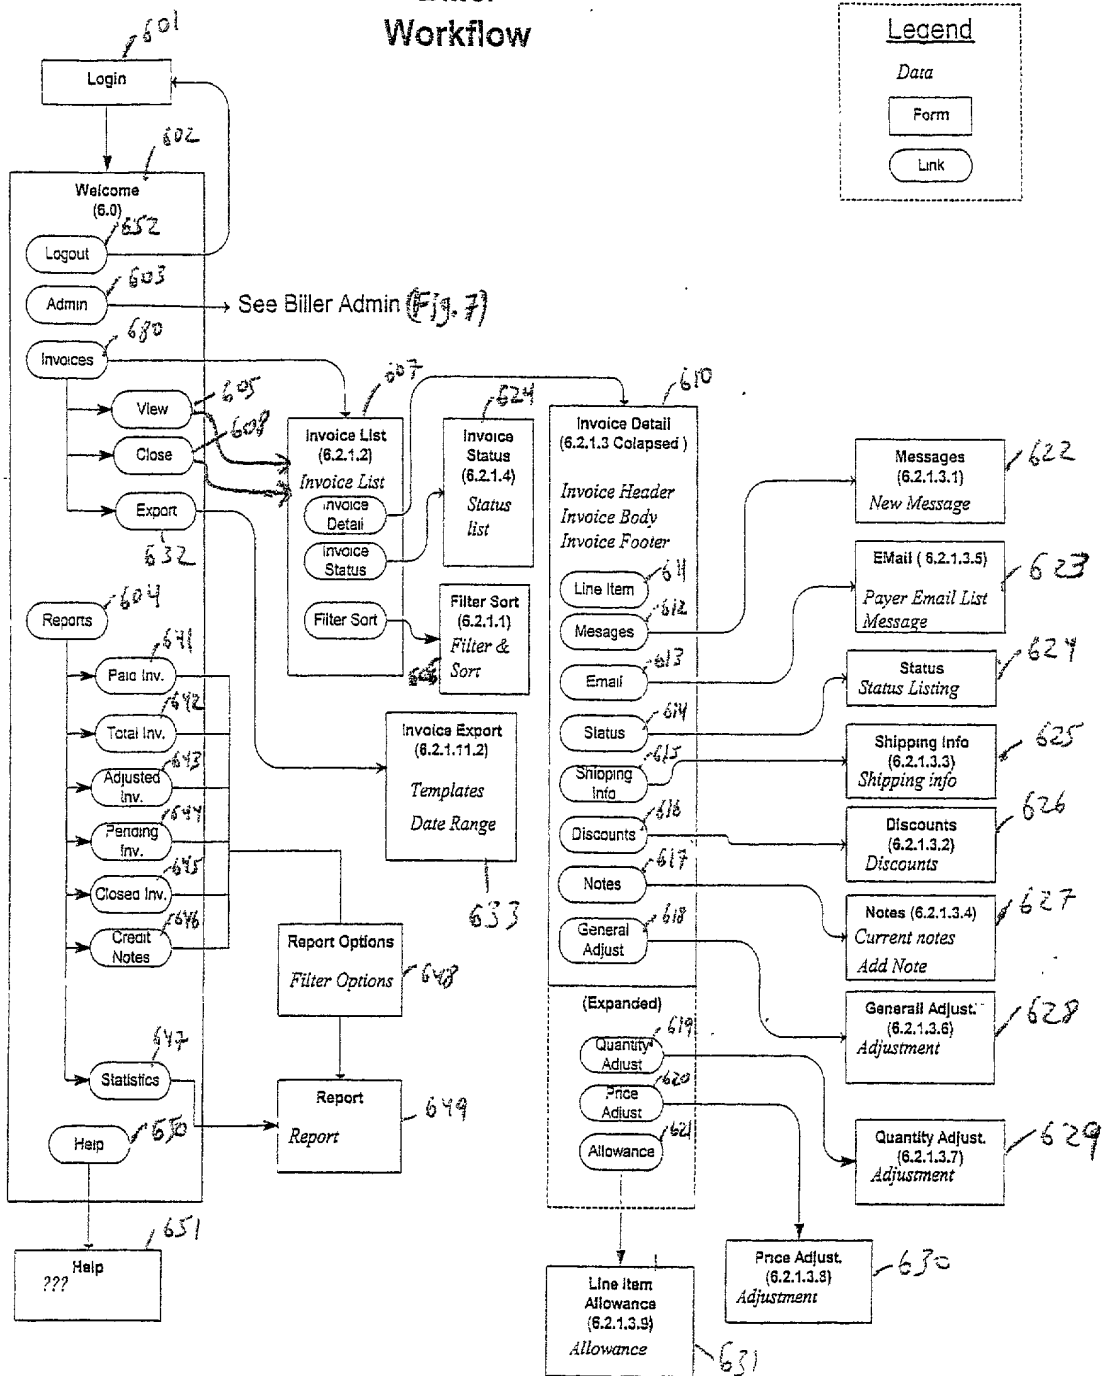 Workflow
Legend
Data
Form
Link
601
Login
602
Welcome
(6.0)
652
Logout
603
Admin
See Biller Admin (Fig. 7)
680
Invoices
605
View
608
Close
Export
632
604
Reports
641
Paid Inv.
642
Total Inv.
643
Adjusted
Inv.
644
Pending
Inv.
645
Closed Inv.
646
Credit
Notes
647
Statistics
650
Help
651
Help
???
607
Invoice List
(6.2.1.2)
Invoice List
Invoice
Detail
Invoice
Status
Filter Sort
624
Invoice
Status
(6.2.1.4)
Status
list
Filter Sort
(6.2.1.1)
Filter &
Sort
606
Invoice Export
(6.2.1.11.2)
Templates
Date Range
633
Report Options
Filter Options
648
Report
Report
649
610
Invoice Detail
(6.2.1.3 Colapsed )
Invoice Header
Invoice Body
Invoice Footer
611
Line Item
612
Mesages
613
Email
614
Status
615
Shipping
Info
616
Discounts
617
Notes
618
General
Adjust
(Expanded)
619
Quantity
Adjust
620
Price
Adjust
621
Allowance
Messages
(6.2.1.3.1)
New Message
622
EMail ( 6.2.1.3.5)
Payer Email List
Message
623
Status
Status Listing
624
Shipping Info
(6.2.1.3.3)
Shipping info
625
Discounts
(6.2.1.3.2)
Discounts
626
Notes (6.2.1.3.4)
Current notes
Add Note
627
Generall Adjust.
(6.2.1.3.6)
Adjustment
628
Quantity Adjust.
(6.2.1.3.7)
Adjustment
629
Price Adjust.
(6.2.1.3.8)
Adjustment
630
Line Item
Allowance
(6.2.1.3.9)
Allowance
631